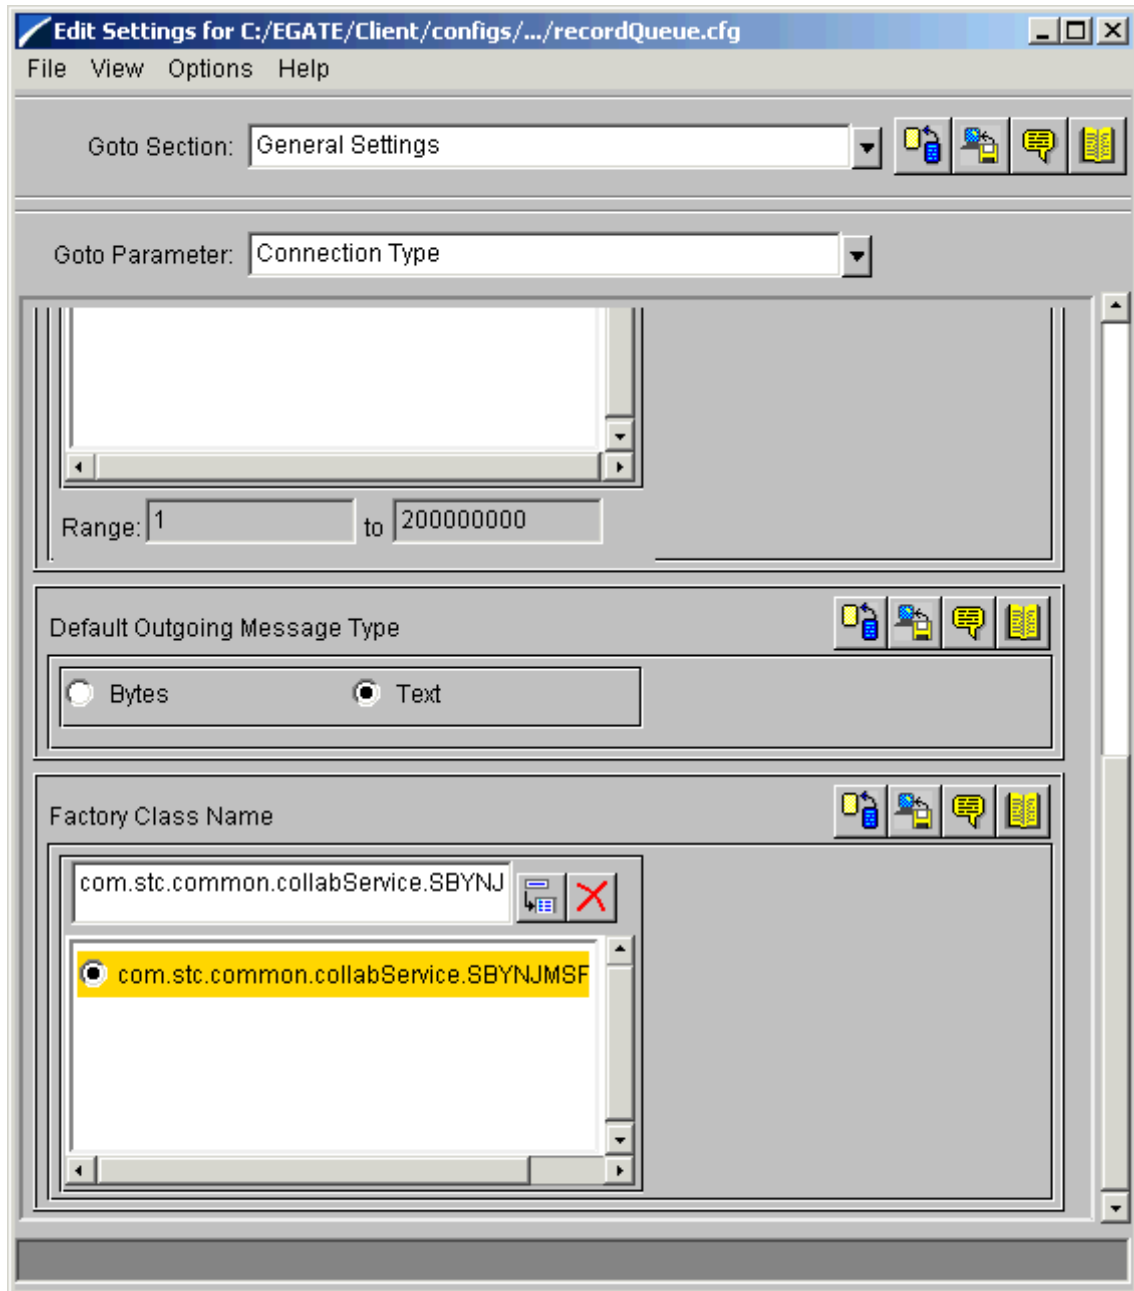 Edit Settings for C:/EGATE/Client/configs/.../recordQueue.cfg
File View Options Help
Goto Section: General Settings
Goto Parameter: Connection Type
Range: 1 to 200000000
Default Outgoing Message Type
Bytes Text
Factory Class Name
com.stc.common.collabService.SBYNJ
com.stc.common.collabService.SBYNJMSF